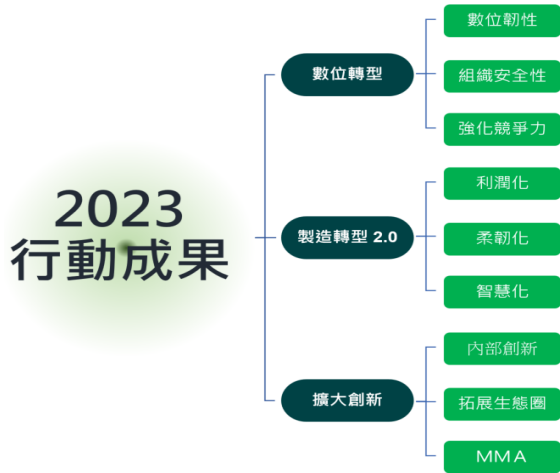 2023
行動成果
數位轉型
數位韌性
組織安全性
強化競爭力
製造轉型 2.0
利潤化
柔韌化
智慧化
擴大創新
內部創新
拓展生態圈
MMA